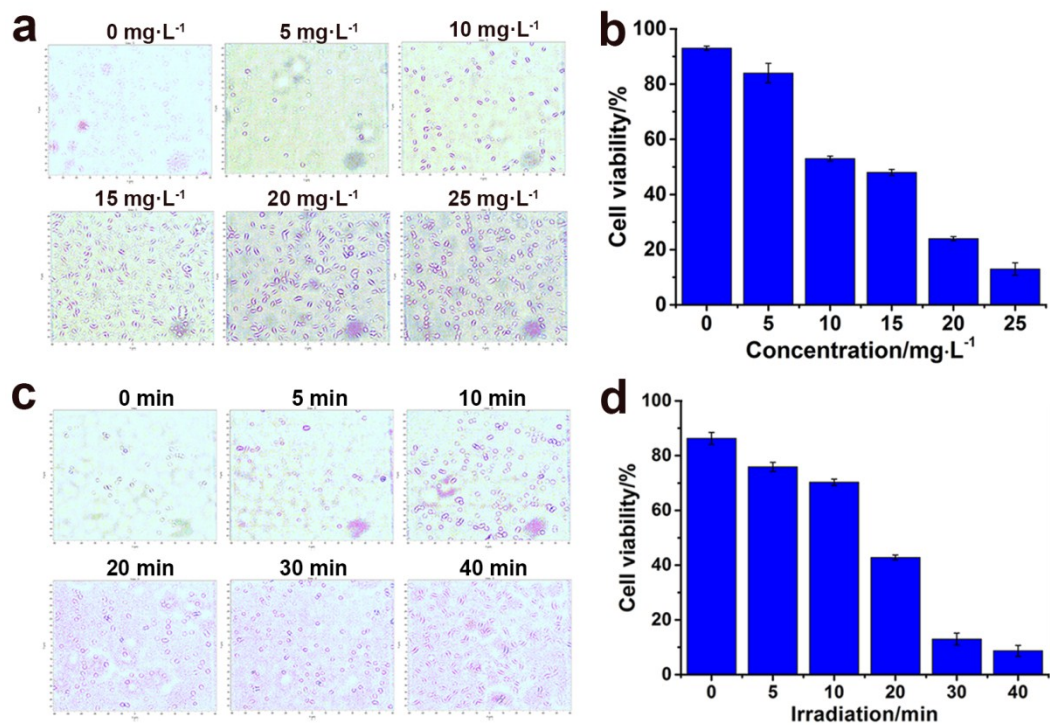 a
0 mg·L⁻¹ 5 mg·L⁻¹ 10 mg·L⁻¹
15 mg·L⁻¹ 20 mg·L⁻¹ 25 mg·L⁻¹
b
Cell viability/%
100
80
60
40
20
0
0 5 10 15 20 25
Concentration/mg·L⁻¹
c
0 min 5 min 10 min
20 min 30 min 40 min
d
Cell viability/%
100
80
60
40
20
0
0 5 10 20 30 40
Irradiation/min